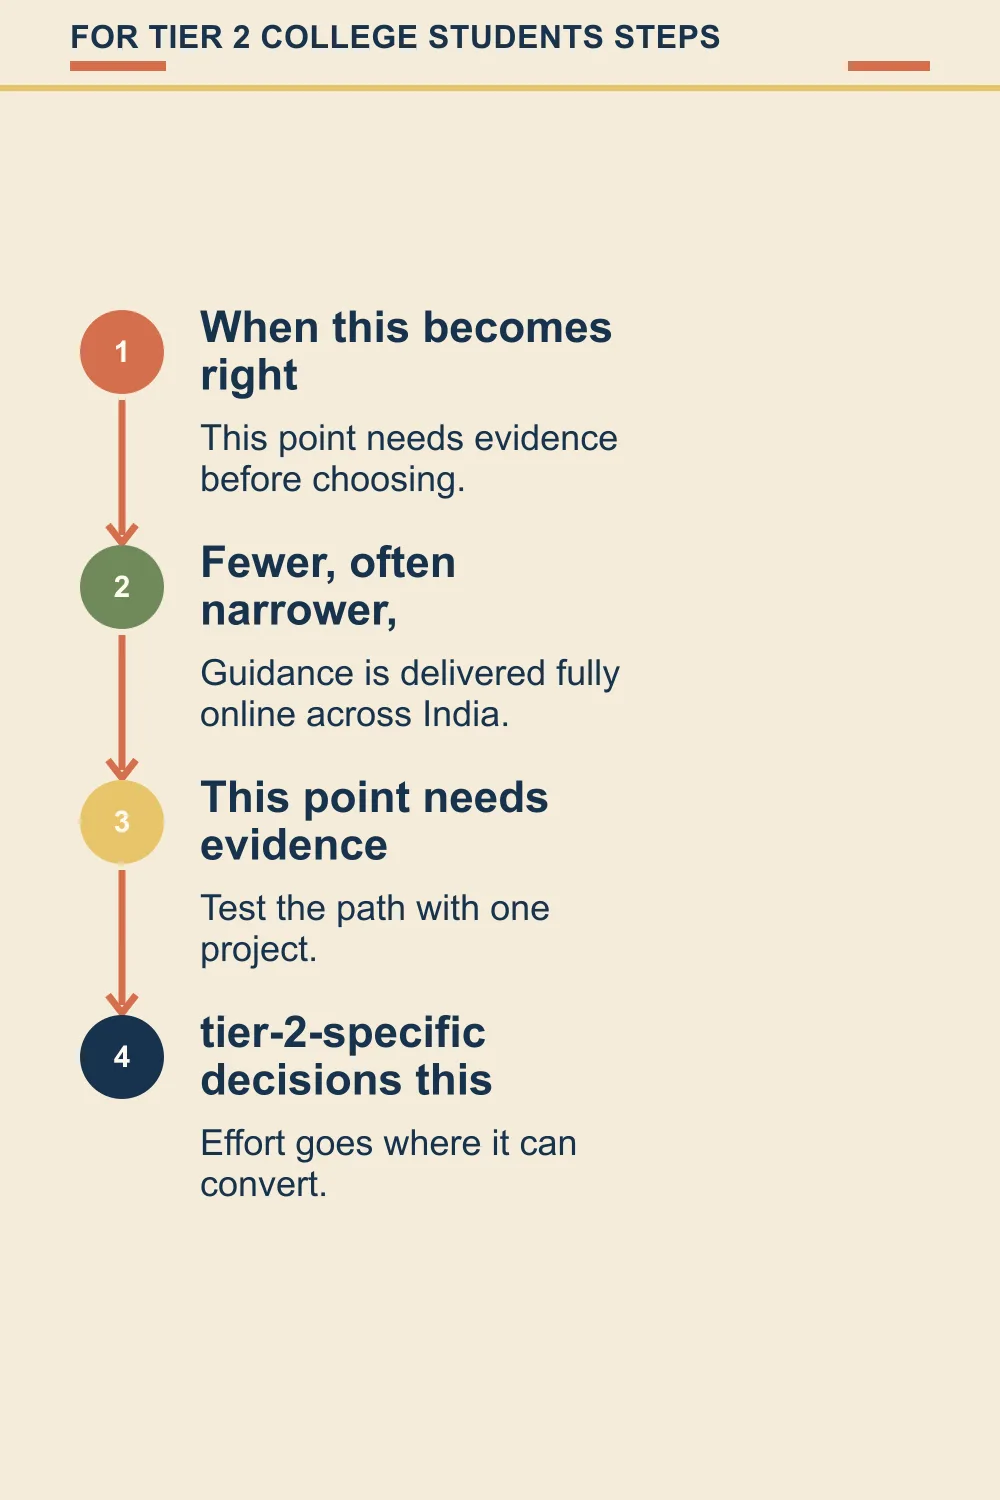 FOR TIER 2 COLLEGE STUDENTS STEPS
1
When this becomes
right
This point needs evidence
before choosing.
2
Fewer, often
narrower,
Guidance is delivered fully
online across India.
3
This point needs
evidence
Test the path with one
project.
4
tier-2-specific
decisions this
Effort goes where it can
convert.